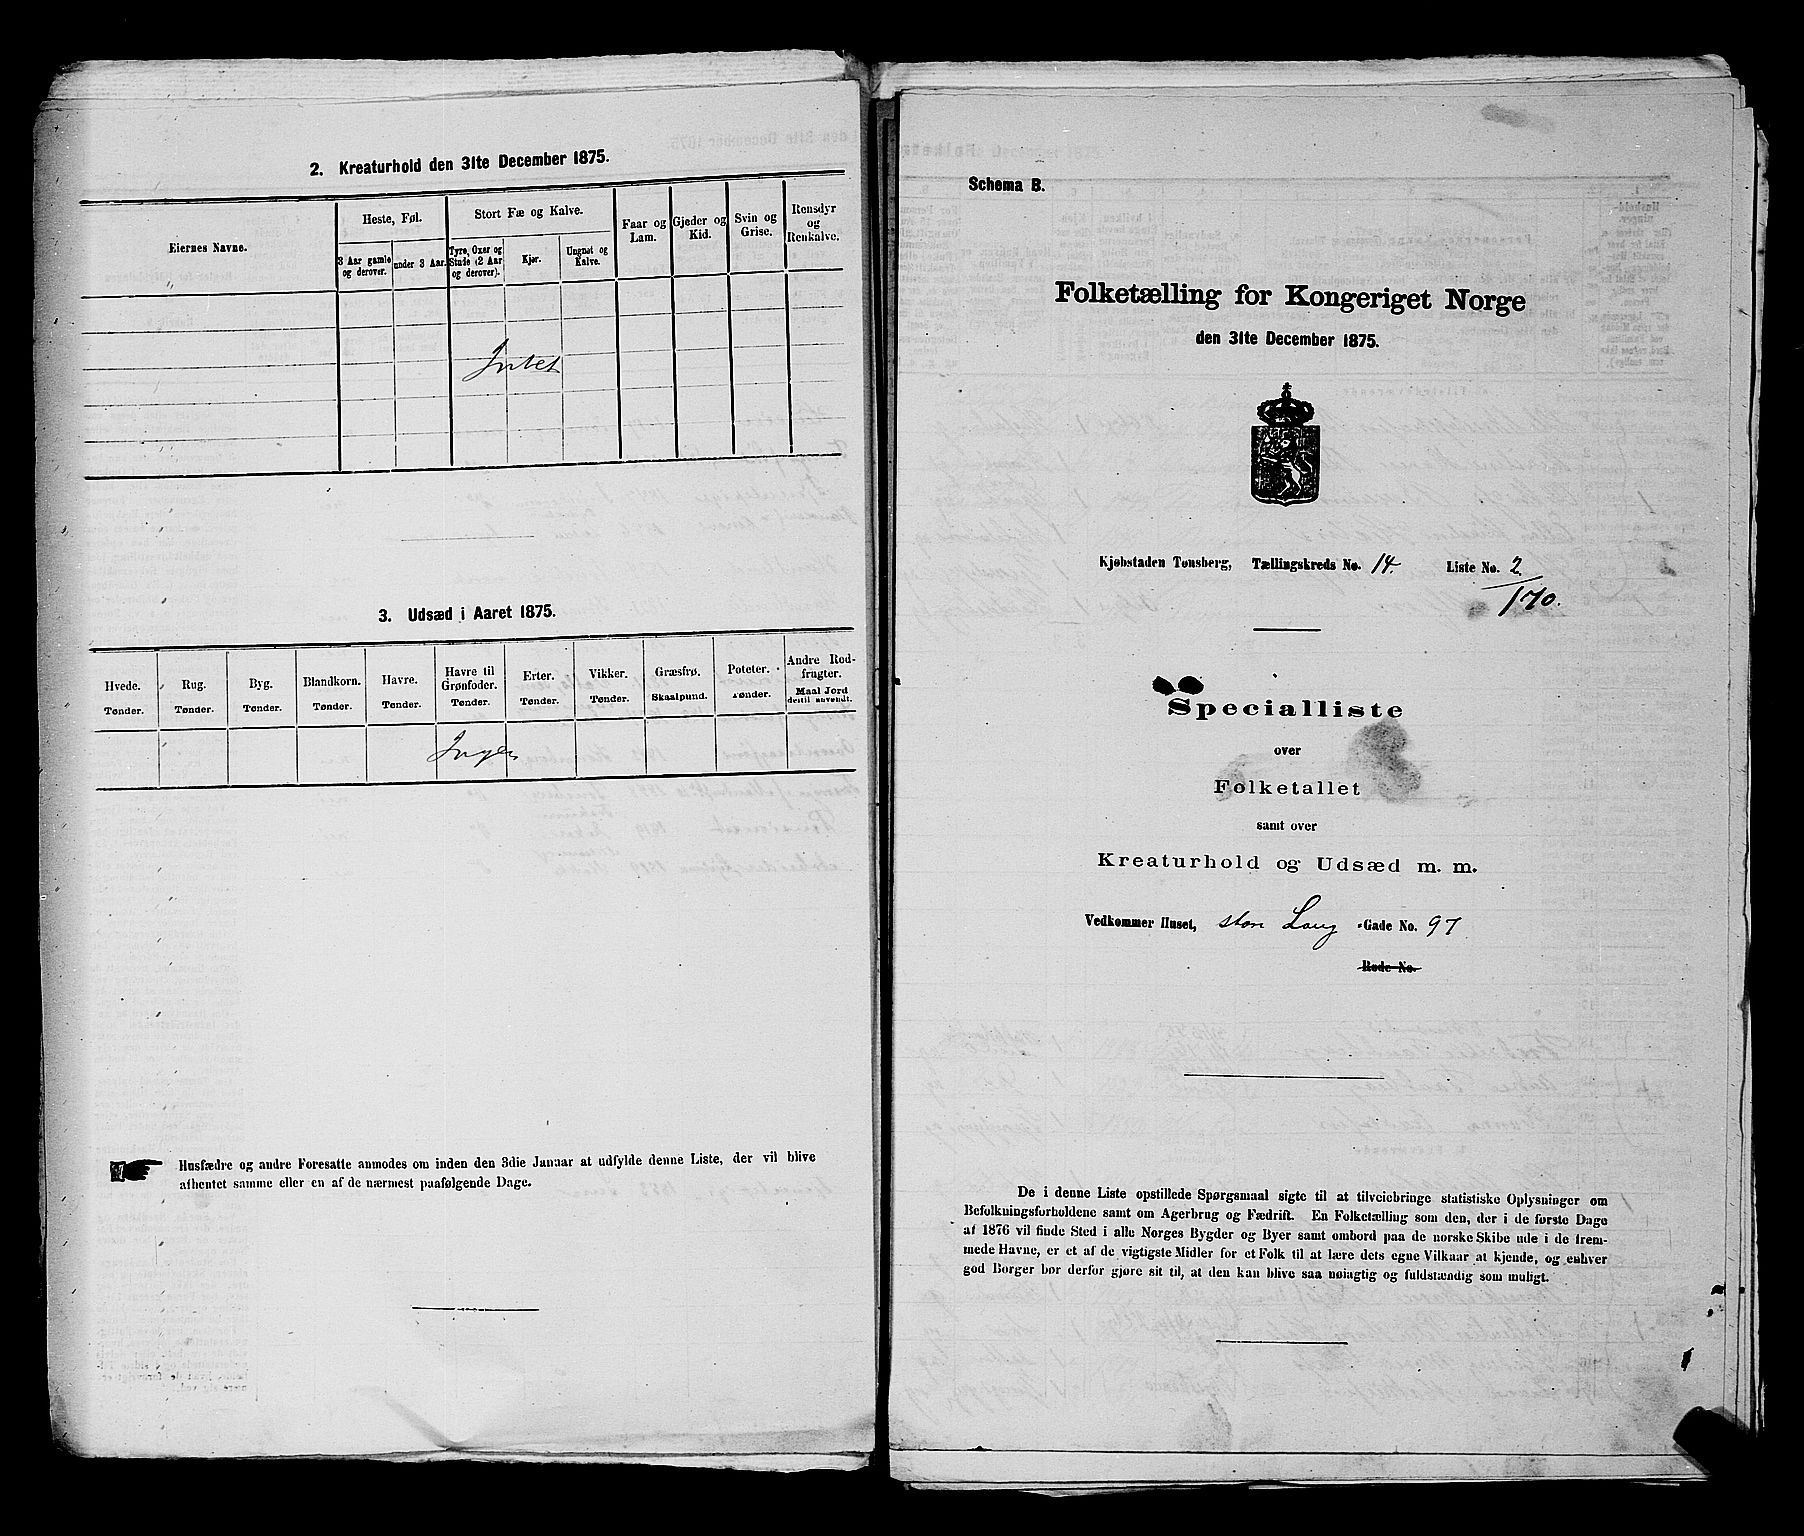 2. Kreaturhold den 31te December 1875.
Eiernes Navne.
Heste, Føl.
Stort Fæ og Kalve.
Faar og Lam.
Gjeder og Kid.
Svin og Grise.
Rensdyr og Renkalve.
3 Aar gamle og derover.
under 3 Aar.
Tyre, Oxer og Stude (2 Aar og derover).
Kjør.
Ungnøt og Kalve.
Intet
3. Udsæd i Aaret 1875.
Hvede.
Rug.
Byg.
Blandkorn.
Havre.
Havre til Grønfoder.
Erter.
Vikker.
Græsfrø.
Poteter.
Andre Rodfrugter.
Tønder.
Tønder.
Tønder.
Tønder.
Tønder.
Tønder.
Tønder.
Tønder.
Skaalpund.
Tønder.
Maal Jord dertil anvendt.
Ingen
Husfædre og andre Foresatte anmodes om inden den 3die Januar at udfylde denne Liste, der vil blive
afhentet samme eller en af de nærmest paafølgende Dage.
Schema B.
Folketælling for Kongeriget Norge
den 31te December 1875.
Kjøbstaden Tønsberg, Tællingskreds No. 14. Liste No. 2
170.
Specialliste
over
Folketallet
samt over
Kreaturhold og Udsæd m. m.
Vedkommer Huset, stor Lang -Gade No. 97
Rode No.
De i denne Liste opstillede Spørgsmaal sigte til at tilveiebringe statistiske Oplysninger om
Befolkningsforholdene samt om Agerbrug og Fædrift. En Folketælling som den, der i de første Dage
af 1876 vil finde Sted i alle Norges Bygder og Byer samt ombord paa de norske Skibe ude i de frem-
mede Havne, er et af de vigtigste Midler for et Folk til at lære dets egne Vilkaar at kjende, og enhver
god Borger bør derfor gjøre sit til, at den kan blive saa nøiagtig og fuldstændig som muligt.